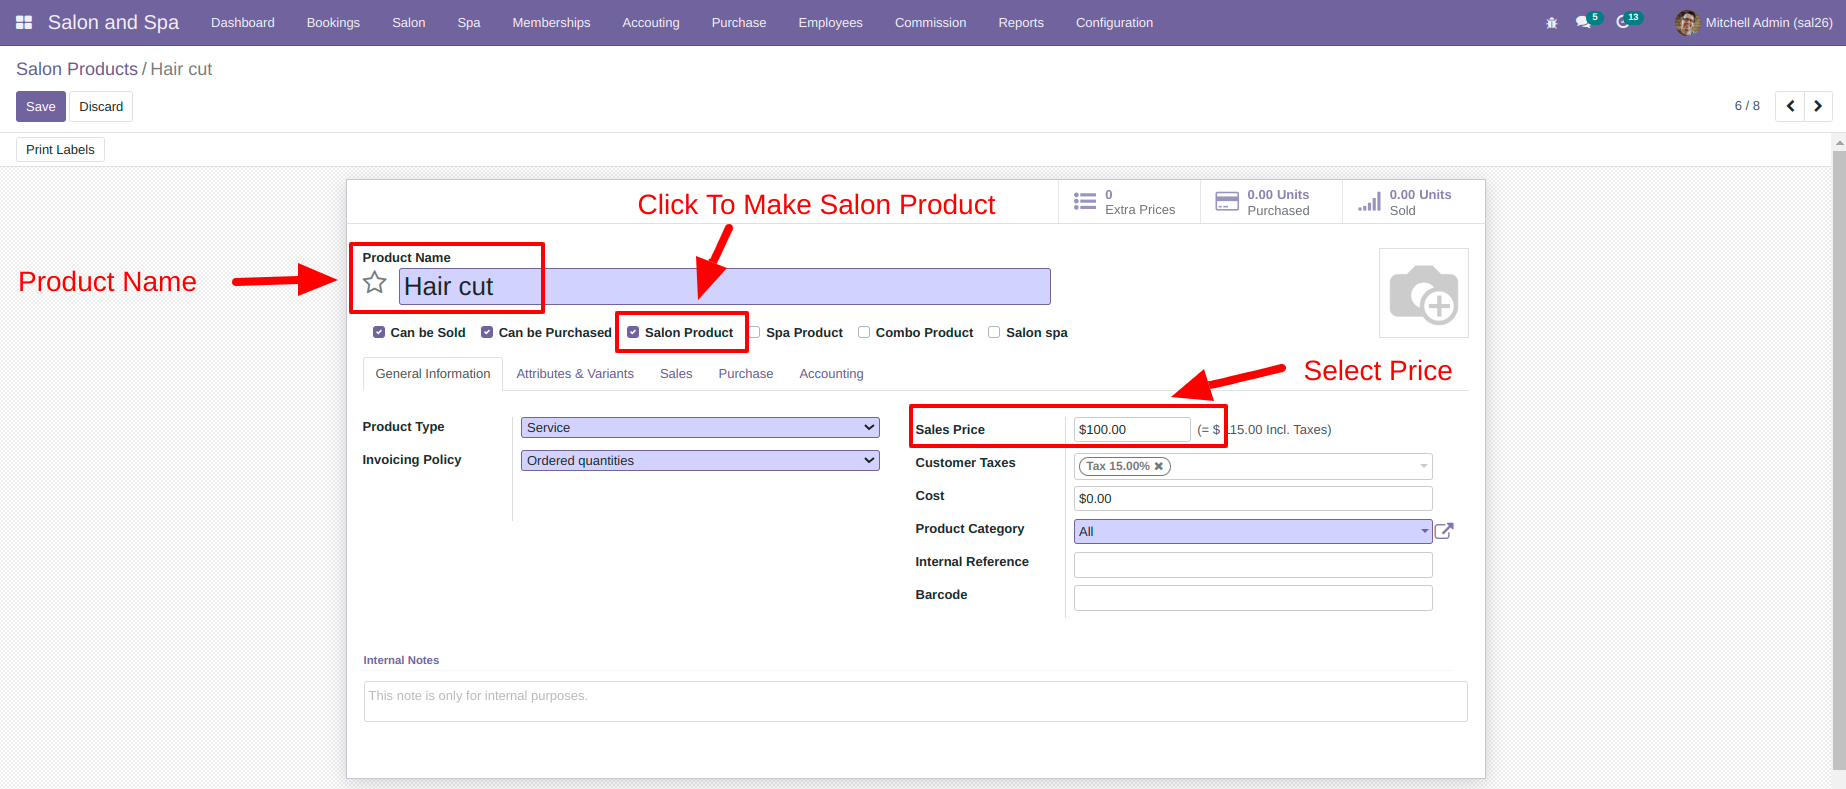 Salon and Spa Dashboard Bookings Salon Spa Memberships Accouting Purchase Employees Commission Reports Configuration 5 13 Mitchell Admin (sal26)
Salon Products / Hair cut
Save Discard 6 / 8
Print Labels
Click To Make Salon Product
0
Extra Prices
0.00 Units
Purchased
0.00 Units
Sold
Product Name
Product Name
Hair cut
Can be Sold Can be Purchased Salon Product Spa Product Combo Product Salon spa
Select Price
General Information Attributes & Variants Sales Purchase Accounting
Product Type Service
Invoicing Policy Ordered quantities
Sales Price $100.00 (= $ 115.00 Incl. Taxes)
Customer Taxes Tax 15.00% ✖
Cost $0.00
Product Category All
Internal Reference
Barcode
Internal Notes
This note is only for internal purposes.